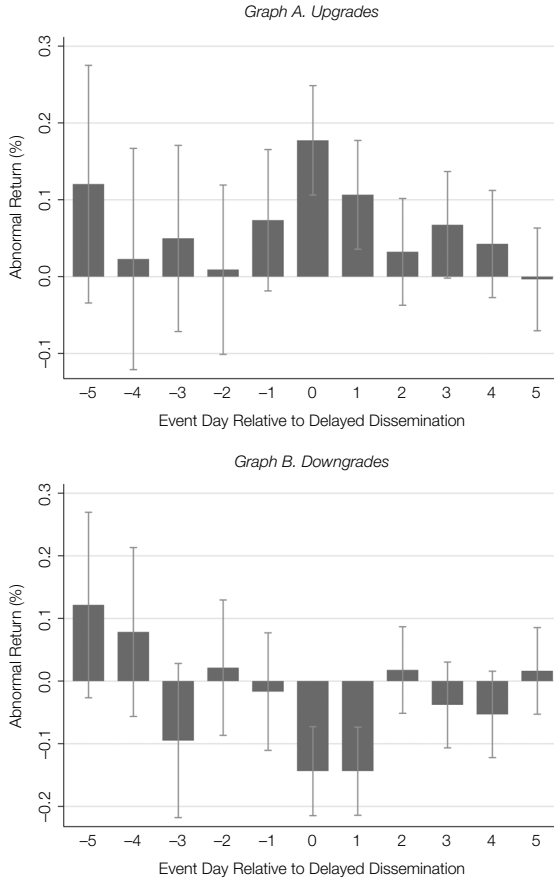 Graph A. Upgrades
0.3
0.2
0.1
0.0
−0.1
Abnormal Return (%)
−5 −4 −3 −2 −1 0 1 2 3 4 5
Event Day Relative to Delayed Dissemination
Graph B. Downgrades
0.3
0.2
0.1
0.0
−0.1
−0.2
Abnormal Return (%)
−5 −4 −3 −2 −1 0 1 2 3 4 5
Event Day Relative to Delayed Dissemination